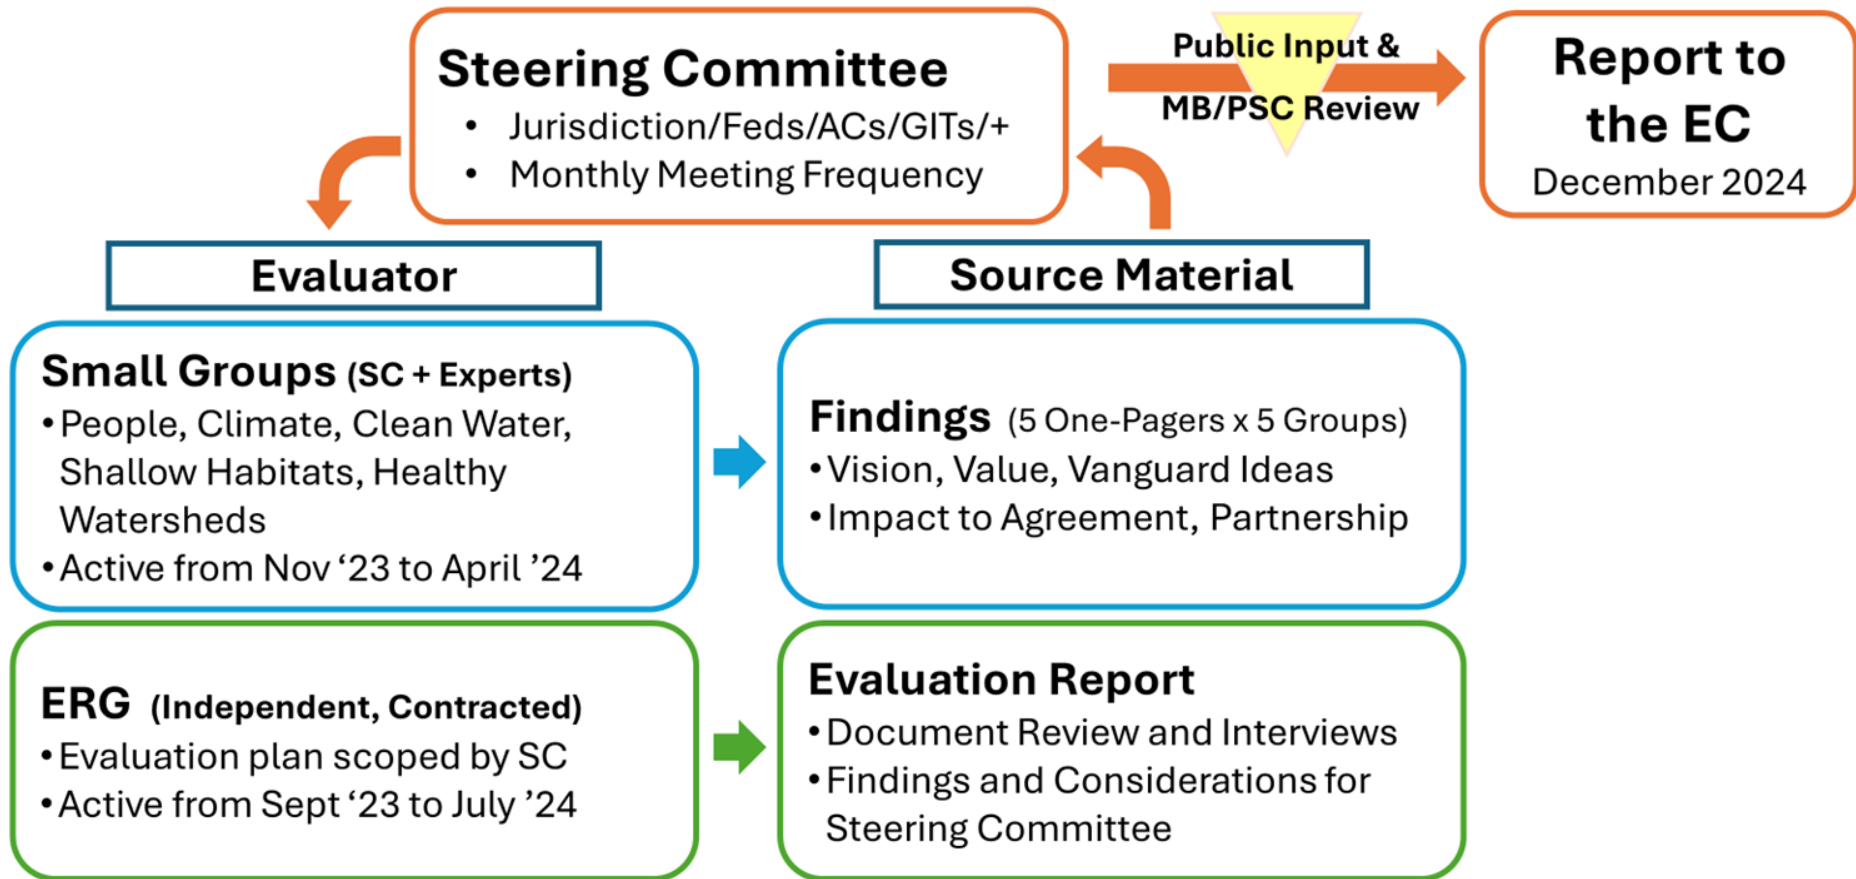 Steering Committee
• Jurisdiction/Feds/ACs/GITs/+
• Monthly Meeting Frequency
Public Input &
MB/PSC Review
Report to
the EC
December 2024
Evaluator
Source Material
Small Groups (SC + Experts)
•People, Climate, Clean Water,
Shallow Habitats, Healthy
Watersheds
•Active from Nov ‘23 to April ’24
Findings (5 One-Pagers x 5 Groups)
•Vision, Value, Vanguard Ideas
•Impact to Agreement, Partnership
ERG (Independent, Contracted)
•Evaluation plan scoped by SC
•Active from Sept ‘23 to July ’24
Evaluation Report
•Document Review and Interviews
•Findings and Considerations for
Steering Committee